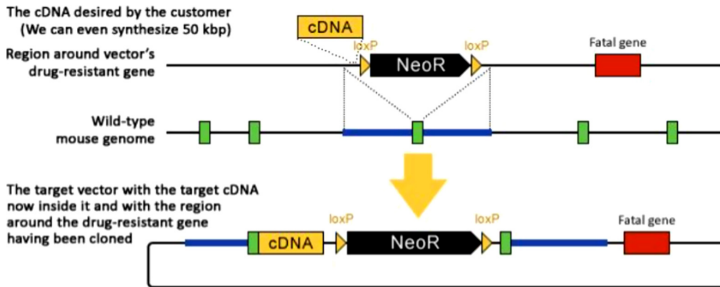 The cDNA desired by the customer
(We can even synthesize 50 kbp)
cDNA
Region around vector's
drug-resistant gene
loxP
NeoR
loxP
Fatal gene
Wild-type
mouse genome
The target vector with the target cDNA
now inside it and with the region
around the drug-resistant gene
having been cloned
cDNA
loxP
NeoR
loxP
Fatal gene